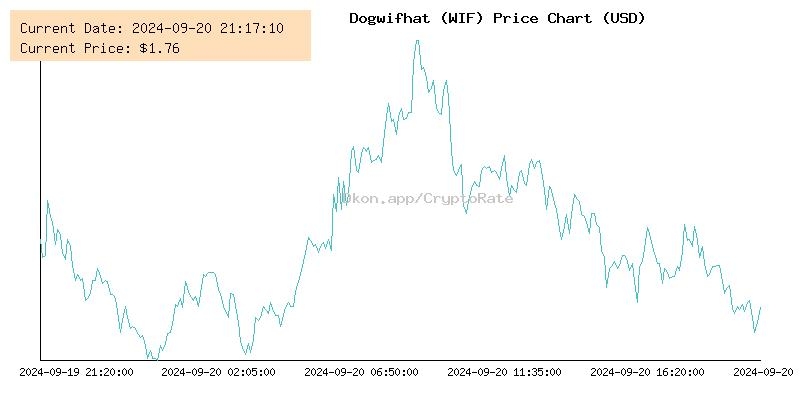 Dogwifhat (WIF) Price Chart (USD)
Current Date: 2024-09-20 21:17:10
Current Price: $1.76
0kon.app/CryptoRate
2024-09-19 21:20:00 2024-09-20 02:05:00 2024-09-20 06:50:00 2024-09-20 11:35:00 2024-09-20 16:20:00 2024-09-20